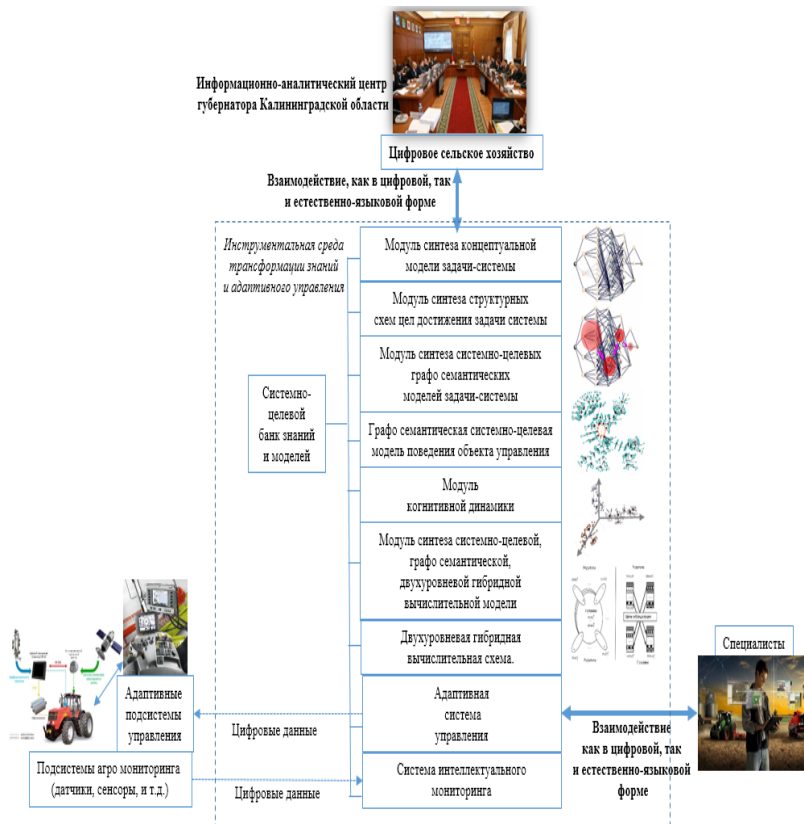 Информационно-аналитический центр
губернатора Калининградской области
Цифровое сельское хозяйство
Взаимодействие, как в цифровой, так
и естественно-языковой
форме
Инструментальная среда
трансформации знаний
и адаптивного управления
Модуль синтеза концептуальной
модели задачи-системы
Модуль синтеза структурных
схем цел достижения задачи системы
Модуль синтеза системно-целевых
графо семантических
моделей задачи-системы
Системно-
целевой
банк знаний
и моделей
Графо семантическая системно-целевая
модель поведения объекта управления
Модуль
когнитивной динамики
Модуль синтеза системно-целевой,
графо семантической,
двухуровневой гибридной
вычислительной модели
Двухуровневая гибридная
вычислительная схема.
Специалисты
Адаптивные
подсистемы
управления
Цифровые данные
Адаптивная
система
управления
Взаимодействие
как в цифровой, так
и естественно-языковой
форме
Подсистемы агро мониторинга
(датчики, сенсоры, и т.д.)
Цифровые данные
Система интеллектуального
мониторинга